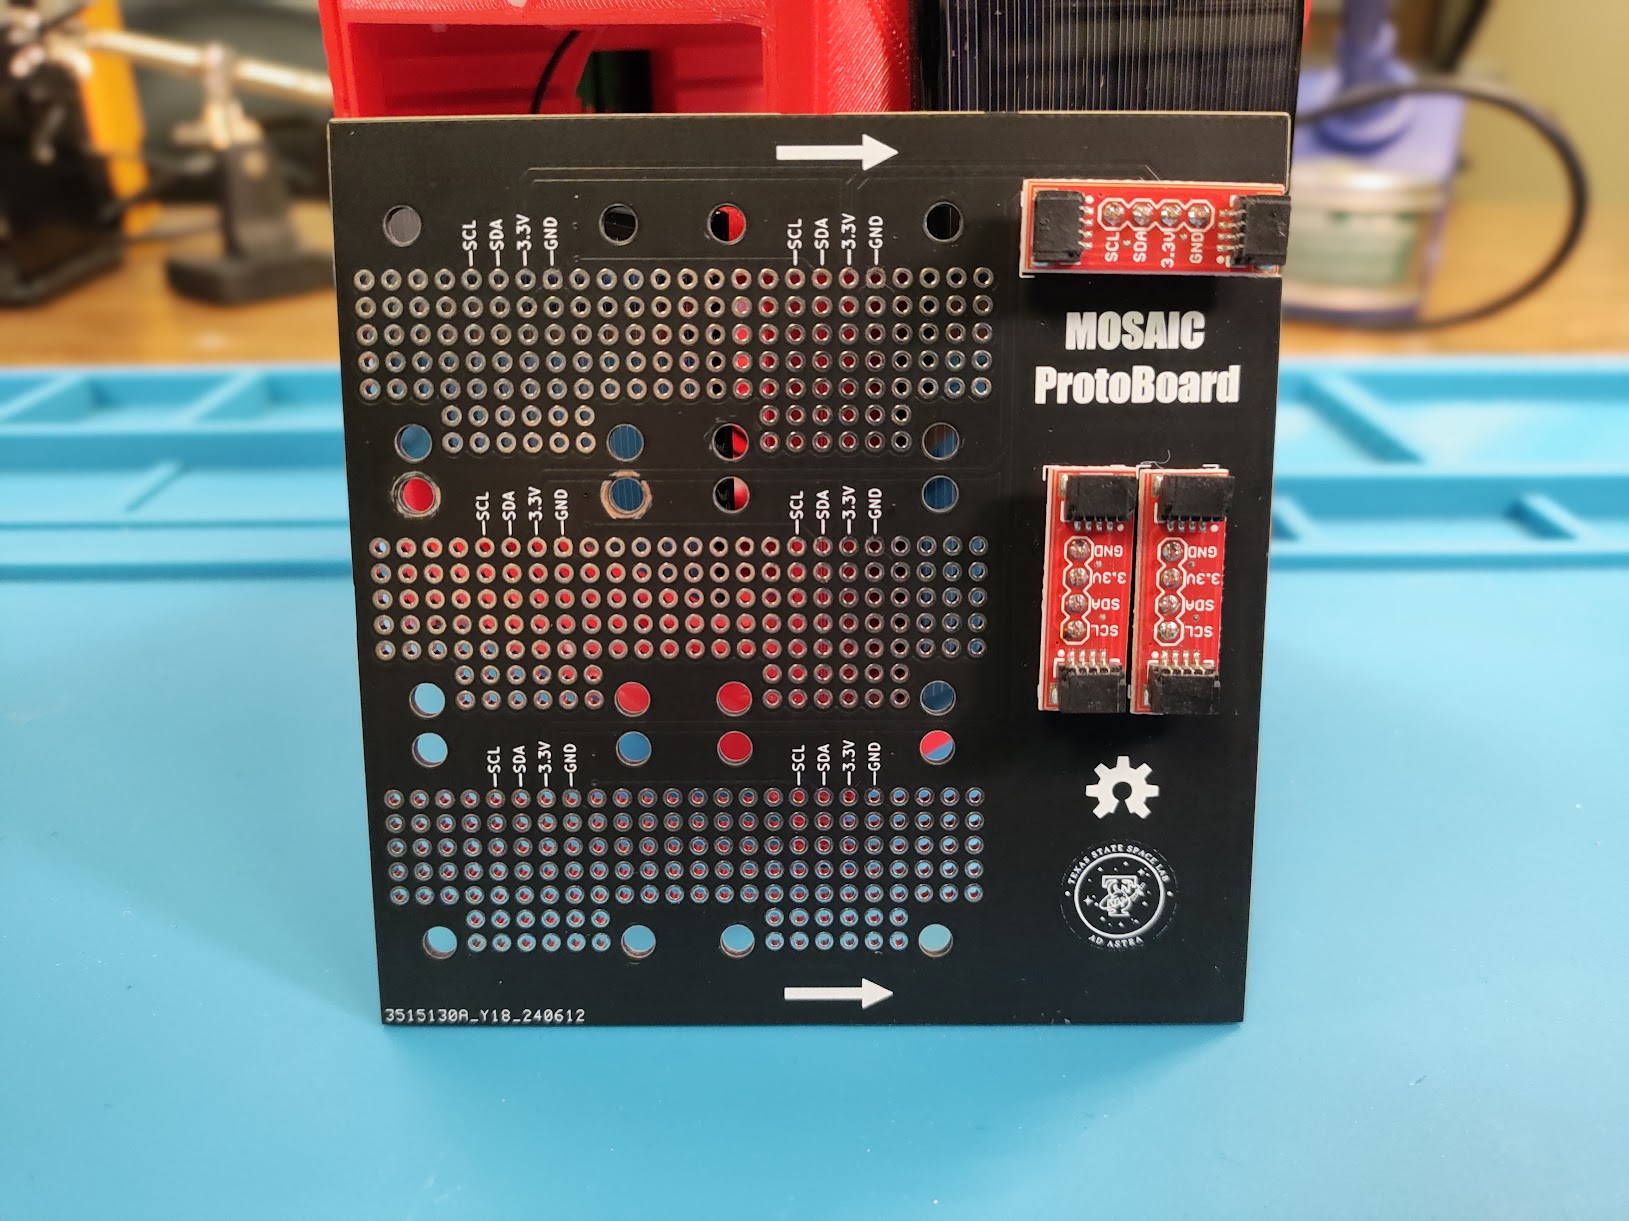 SCL
SDA
3.3V
GND
SCL
SDA
3.3V
GND
SCL
SDA
3.3V
GND
MOSAIC
ProtoBoard
SCL
SDA
3.3V
GND
SCL
SDA
3.3V
GND
GND
3.3V
SDA
SCL
GND
3.3V
SDA
SCL
SCL
SDA
3.3V
GND
SCL
SDA
3.3V
GND
TEXAS STATE SPACE LAB
AD ASTRA
3515130A_Y18_240612